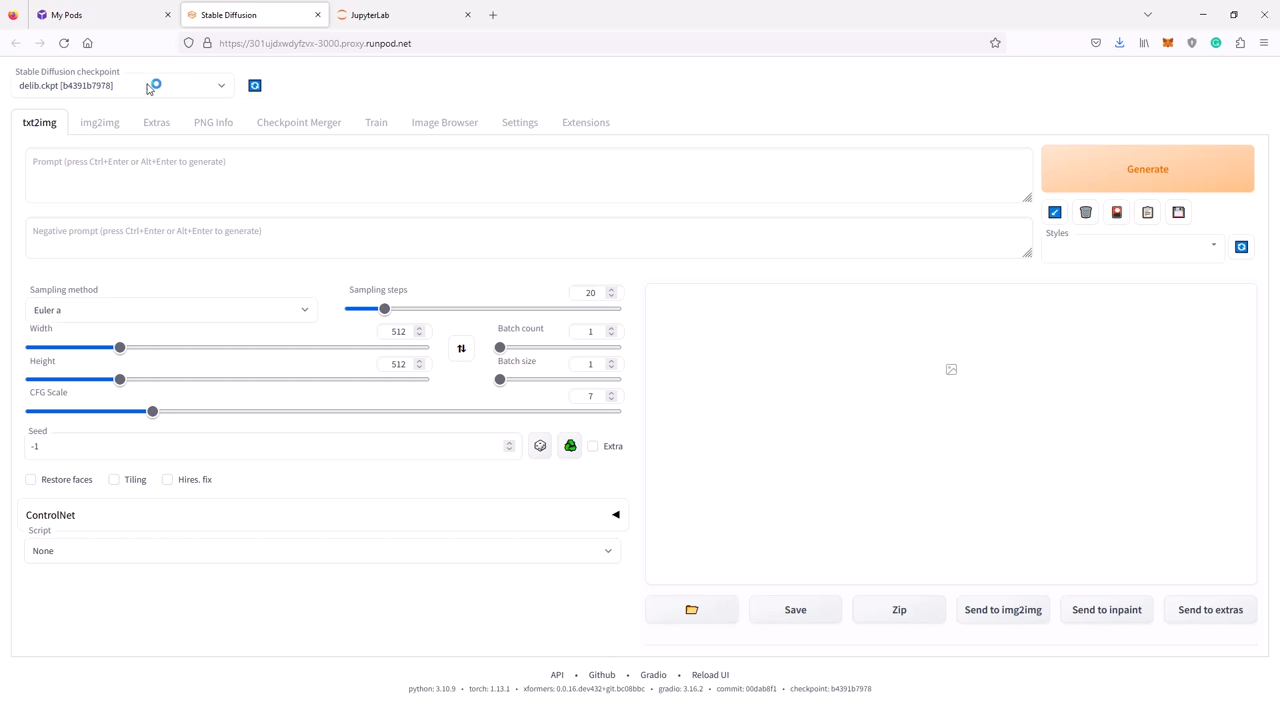 My Pods
Stable Diffusion
JupyterLab
https://301ujdxwdyfzvx-3000.proxy.runpod.net
Stable Diffusion checkpoint
delib.ckpt [b4391b7978]
txt2img
img2img
Extras
PNG Info
Checkpoint Merger
Train
Image Browser
Settings
Extensions
Prompt (press Ctrl+Enter or Alt+Enter to generate)
Generate
Negative prompt (press Ctrl+Enter or Alt+Enter to generate)
Styles
Sampling method
Euler a
Sampling steps
20
Width
512
Batch count
1
Height
512
Batch size
1
CFG Scale
7
Seed
-1
Extra
Restore faces
Tiling
Hires. fix
ControlNet
Script
None
Save
Zip
Send to img2img
Send to inpaint
Send to extras
API • Github • Gradio • Reload UI
python: 3.10.9 • torch: 1.13.1 • xformers: 0.0.16.dev432+git.bc08bbc • gradio: 3.16.2 • commit: 00dab8f1 • checkpoint: b4391b7978